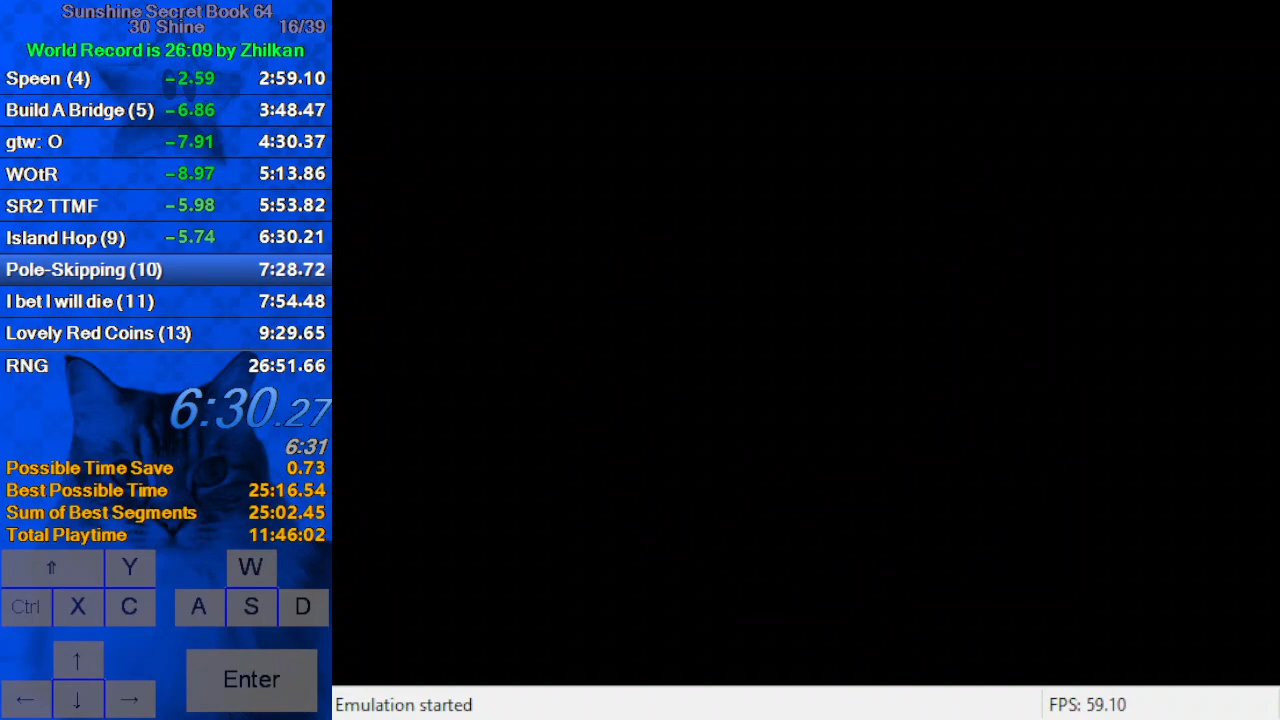 Sunshine Secret Book 64
30 Shine 16/39
World Record is 26:09 by Zhilkan
Speen (4) -2.59 2:59.10
Build A Bridge (5) -6.86 3:48.47
gtw: O -7.91 4:30.37
WOtR -8.97 5:13.86
SR2 TTMF -5.98 5:53.82
Island Hop (9) -5.74 6:30.21
Pole-Skipping (10) 7:28.72
I bet I will die (11) 7:54.48
Lovely Red Coins (13) 9:29.65
RNG 26:51.66
6:30.27
6:31
Possible Time Save 0.73
Best Possible Time 25:16.54
Sum of Best Segments 25:02.45
Total Playtime 11:46:02
⇧ Y W
Ctrl X C A S D
↑
Enter
← ↓ →
Emulation started FPS: 59.10